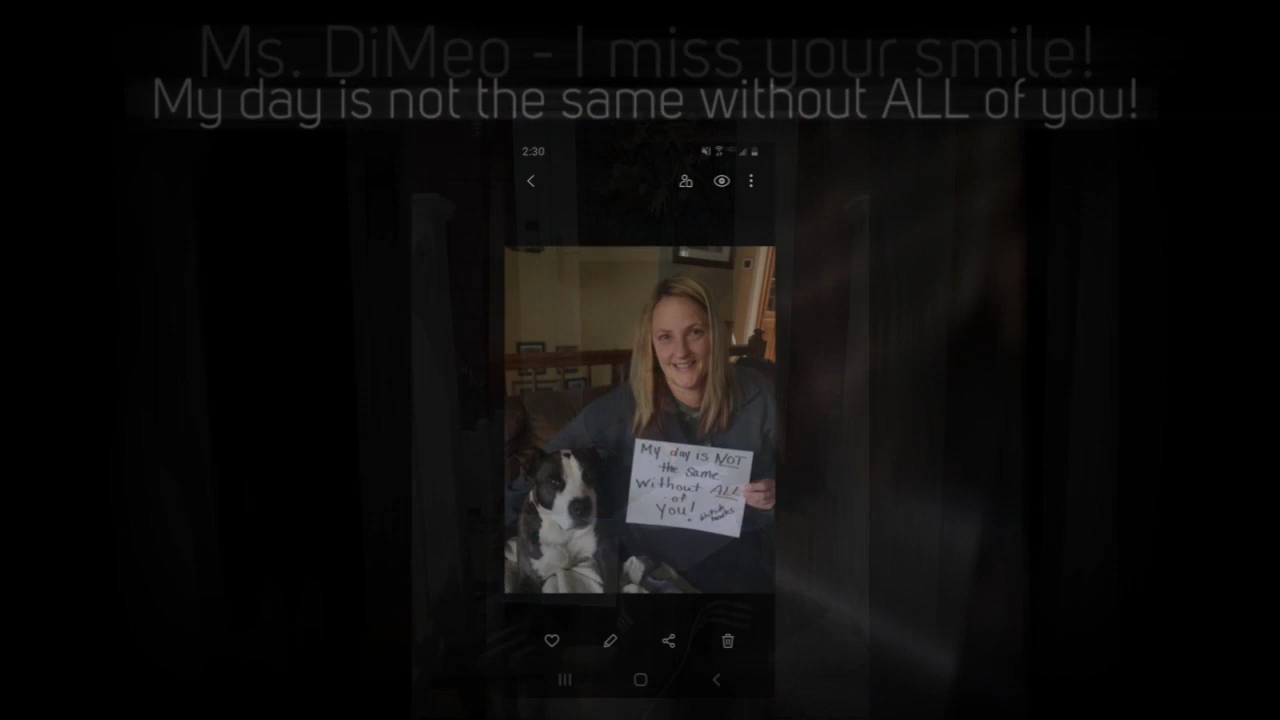 Ms. DiMeo - I miss your smile!
My day is not the same without ALL of you!
2:30
My day is NOT
the same
without ALL
of
you!